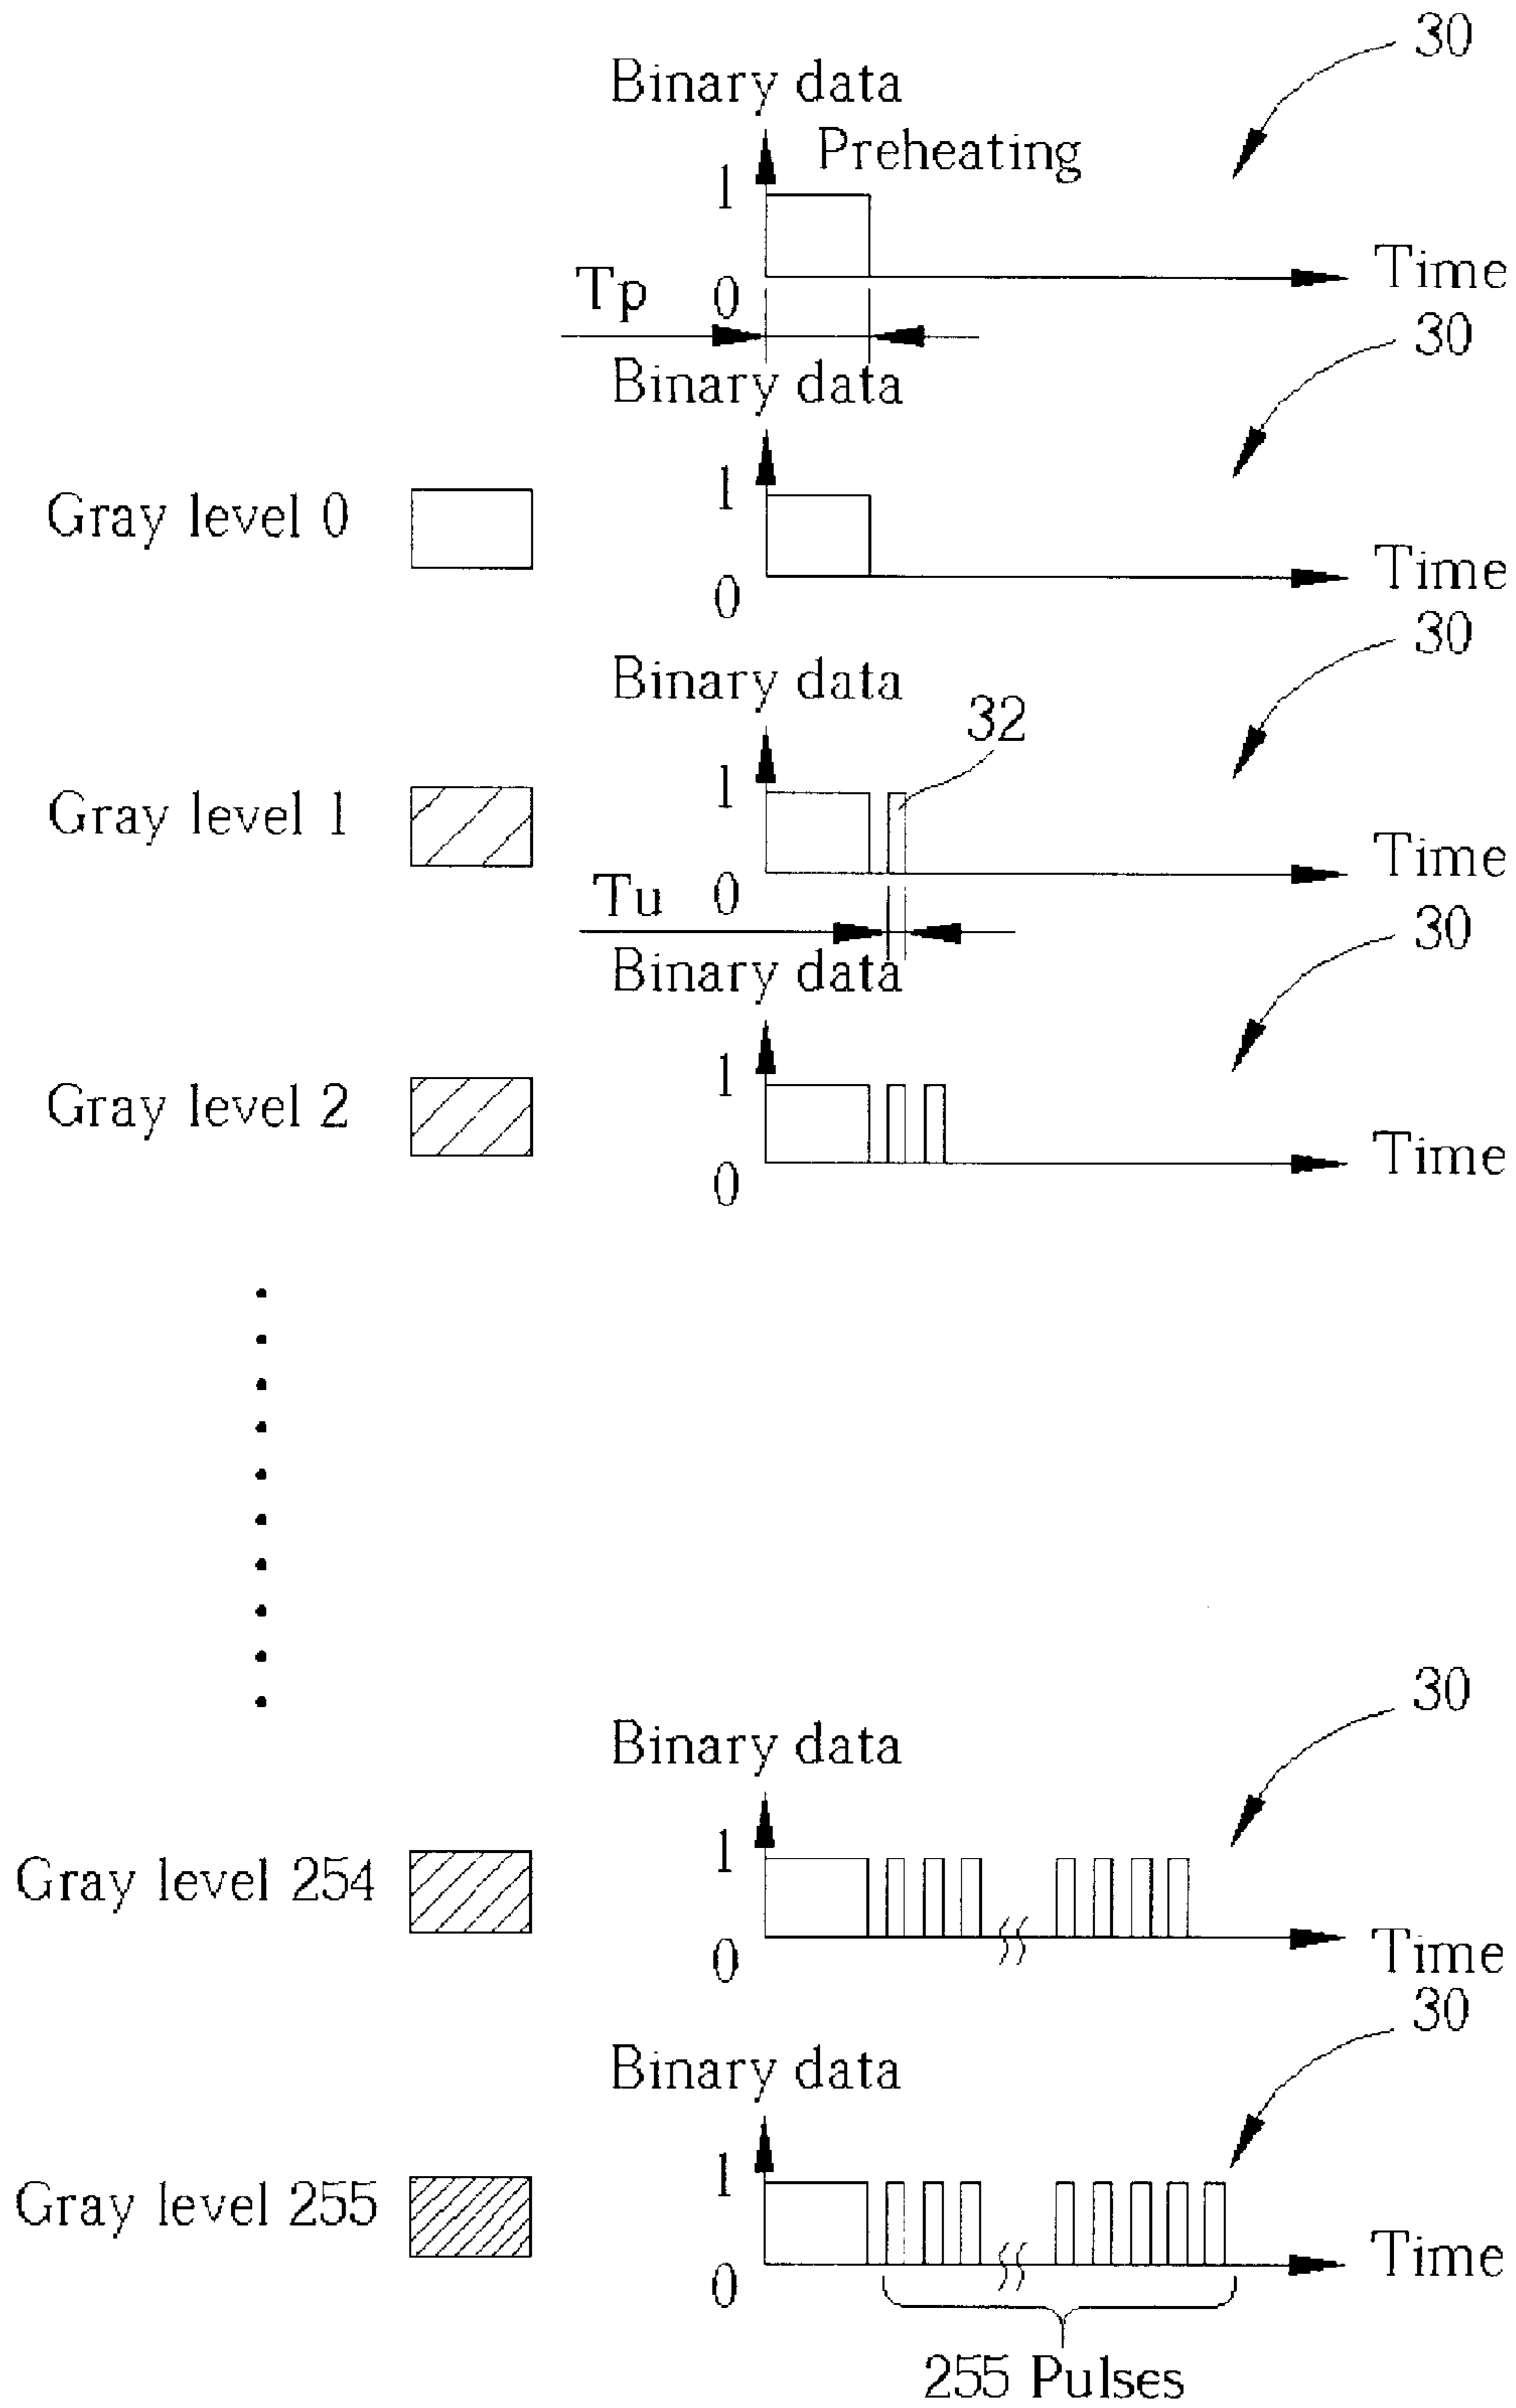 30
Binary data
Preheating
1
Tp
0
Time
30
Binary data
Gray level 0
1
0
Time
30
Binary data
32
Gray level 1
1
Tu
0
Time
30
Binary data
Gray level 2
1
0
Time
30
Binary data
Gray level 254
1
0
Time
30
Binary data
Gray level 255
1
0
Time
255 Pulses